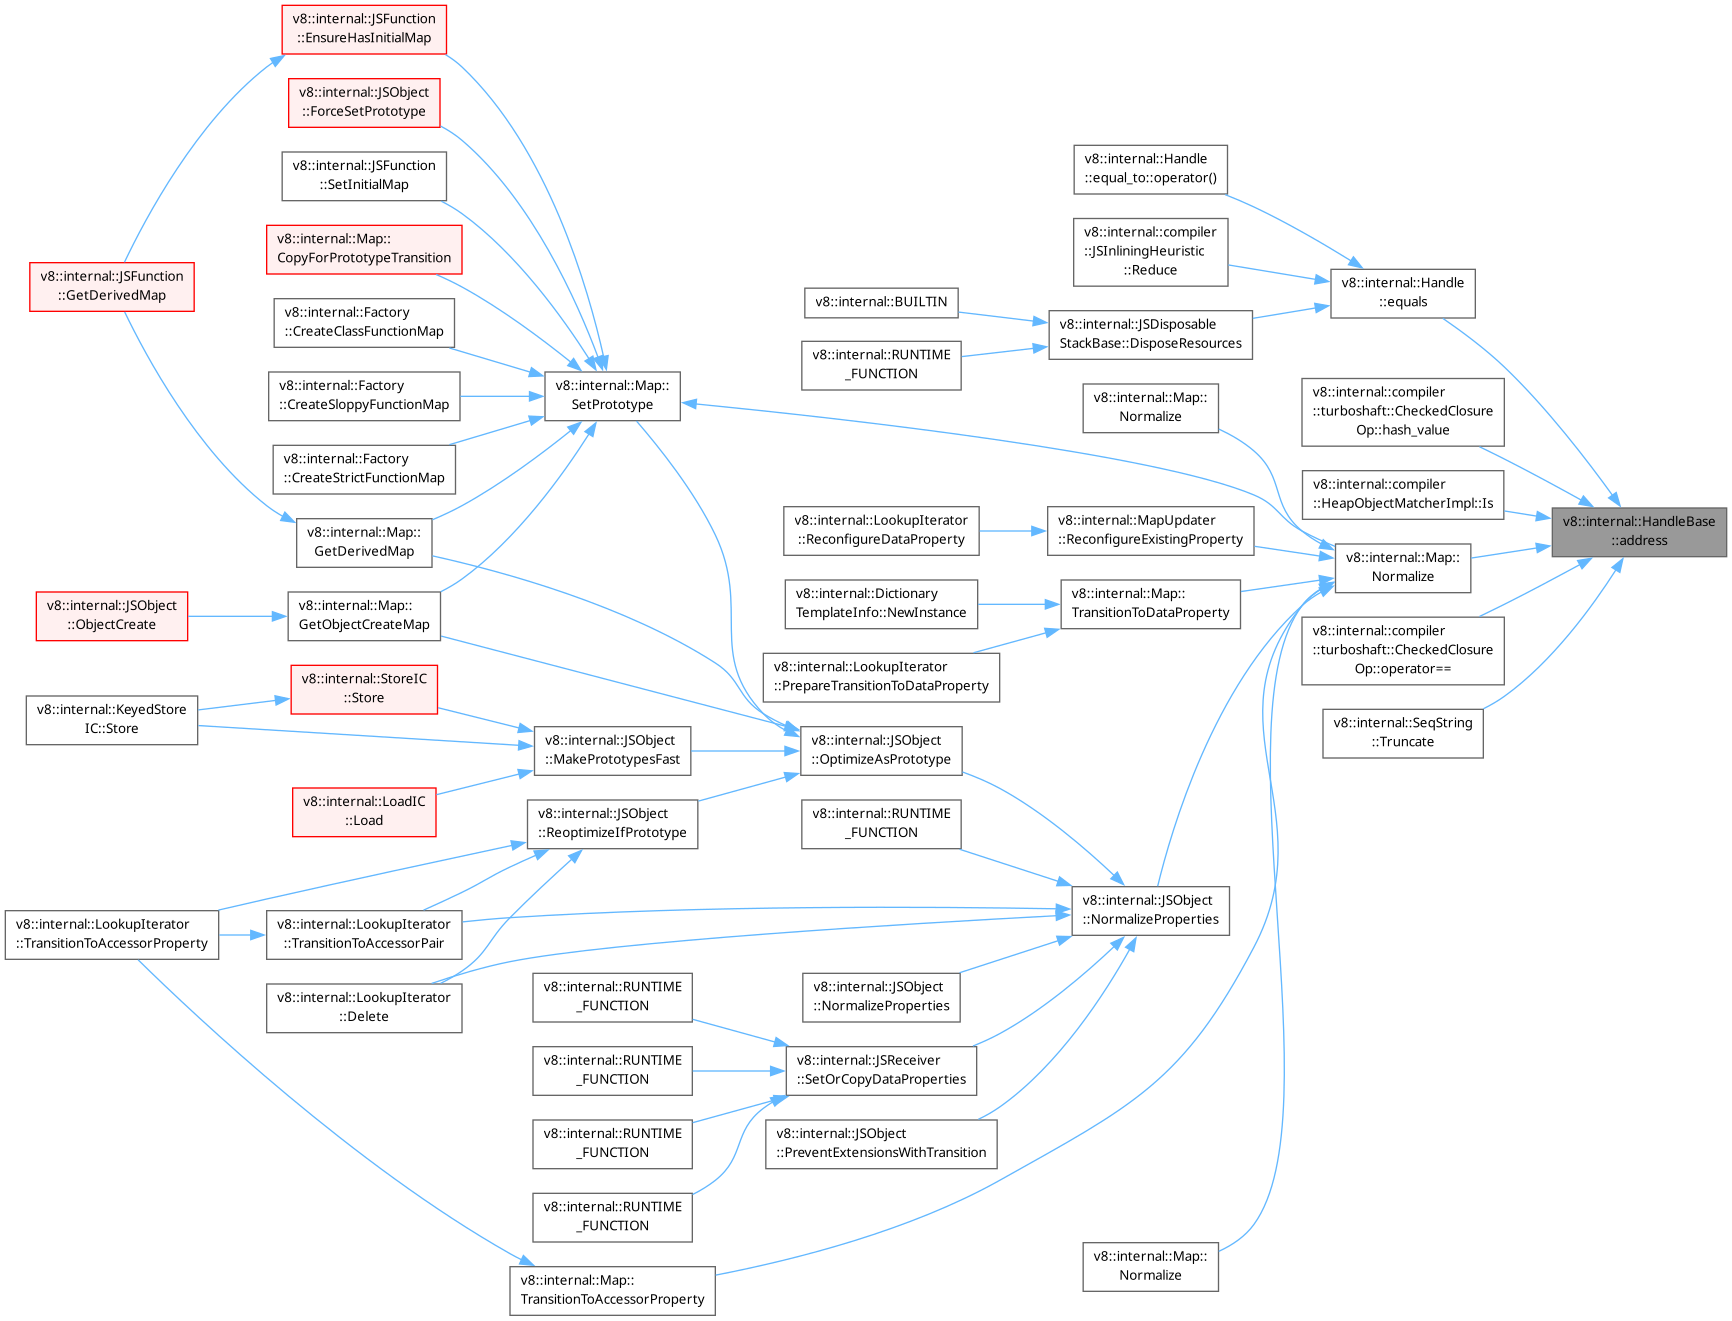 v8::internal::JSFunction
::EnsureHasInitialMap
v8::internal::JSObject
::ForceSetPrototype
v8::internal::JSFunction
::SetInitialMap
v8::internal::Map::
CopyForPrototypeTransition
v8::internal::JSFunction
::GetDerivedMap
v8::internal::Factory
::CreateClassFunctionMap
v8::internal::Factory
::CreateSloppyFunctionMap
v8::internal::Factory
::CreateStrictFunctionMap
v8::internal::Map::
GetDerivedMap
v8::internal::JSObject
::ObjectCreate
v8::internal::Map::
GetObjectCreateMap
v8::internal::StoreIC
::Store
v8::internal::KeyedStore
IC::Store
v8::internal::LoadIC
::Load
v8::internal::LookupIterator
::TransitionToAccessorProperty
v8::internal::LookupIterator
::TransitionToAccessorPair
v8::internal::LookupIterator
::Delete
v8::internal::Map::
SetPrototype
v8::internal::JSObject
::MakePrototypesFast
v8::internal::JSObject
::ReoptimizeIfPrototype
v8::internal::RUNTIME
_FUNCTION
v8::internal::RUNTIME
_FUNCTION
v8::internal::RUNTIME
_FUNCTION
v8::internal::RUNTIME
_FUNCTION
v8::internal::Map::
TransitionToAccessorProperty
v8::internal::BUILTIN
v8::internal::RUNTIME
_FUNCTION
v8::internal::LookupIterator
::ReconfigureDataProperty
v8::internal::Dictionary
TemplateInfo::NewInstance
v8::internal::LookupIterator
::PrepareTransitionToDataProperty
v8::internal::JSObject
::OptimizeAsPrototype
v8::internal::RUNTIME
_FUNCTION
v8::internal::JSObject
::NormalizeProperties
v8::internal::JSReceiver
::SetOrCopyDataProperties
v8::internal::JSObject
::PreventExtensionsWithTransition
v8::internal::Handle
::equal_to::operator()
v8::internal::compiler
::JSInliningHeuristic
::Reduce
v8::internal::JSDisposable
StackBase::DisposeResources
v8::internal::Map::
Normalize
v8::internal::MapUpdater
::ReconfigureExistingProperty
v8::internal::Map::
TransitionToDataProperty
v8::internal::JSObject
::NormalizeProperties
v8::internal::Map::
Normalize
v8::internal::Handle
::equals
v8::internal::compiler
::turboshaft::CheckedClosure
Op::hash_value
v8::internal::compiler
::HeapObjectMatcherImpl::Is
v8::internal::Map::
Normalize
v8::internal::compiler
::turboshaft::CheckedClosure
Op::operator==
v8::internal::SeqString
::Truncate
v8::internal::HandleBase
::address